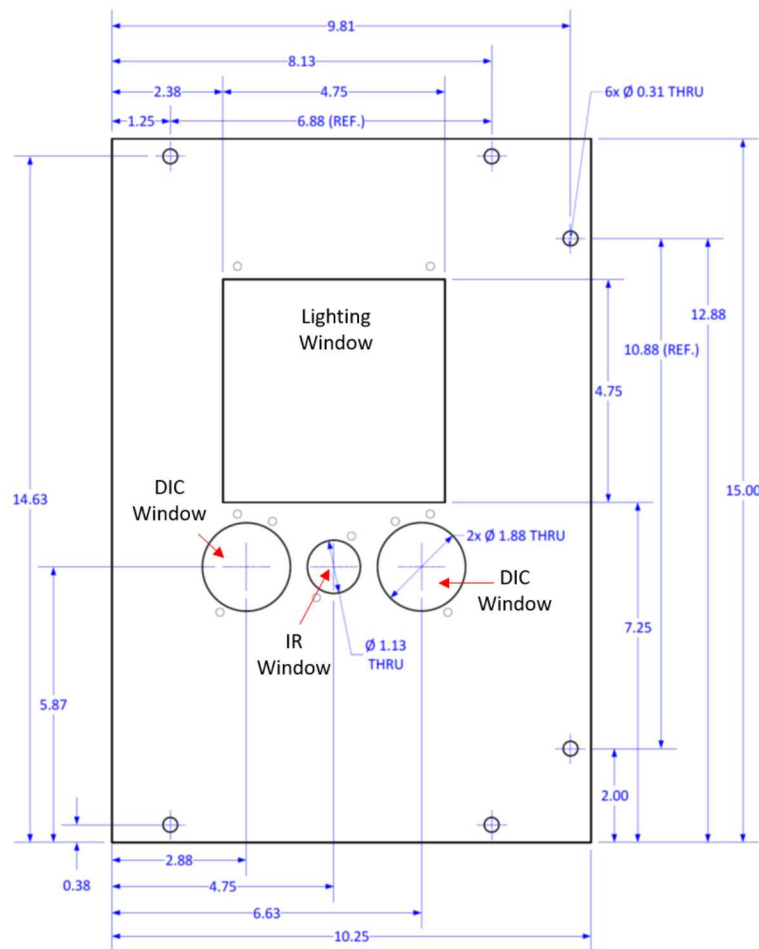 9.81
8.13
2.38
4.75
6x Ø 0.31 THRU
1.25
6.88 (REF.)
Lighting
Window
12.88
10.88 (REF.)
4.75
DIC
Window
14.63
15.00
2x Ø 1.88 THRU
DIC
Window
7.25
IR
Window
Ø 1.13
THRU
5.87
2.00
2.88
0.38
4.75
6.63
10.25